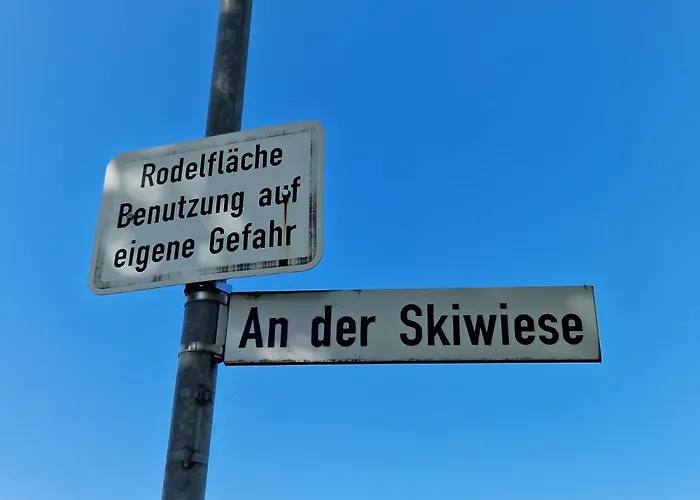 Rodelfläche
Benutzung auf
eigene Gefahr
An der Skiwiese